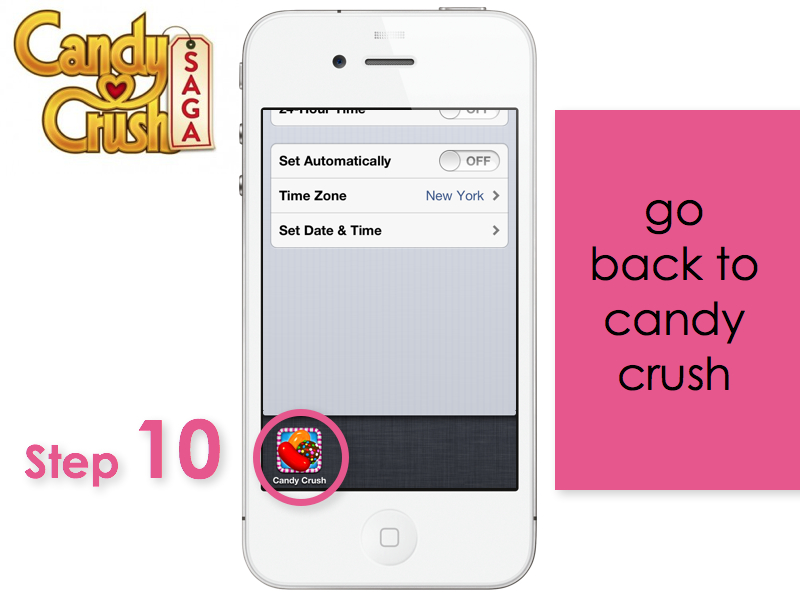 Candy
Crush
SAGA
24-Hour Time OFF
Set Automatically OFF
Time Zone New York
Set Date & Time
go
back to
candy
crush
Step 10
Candy Crush